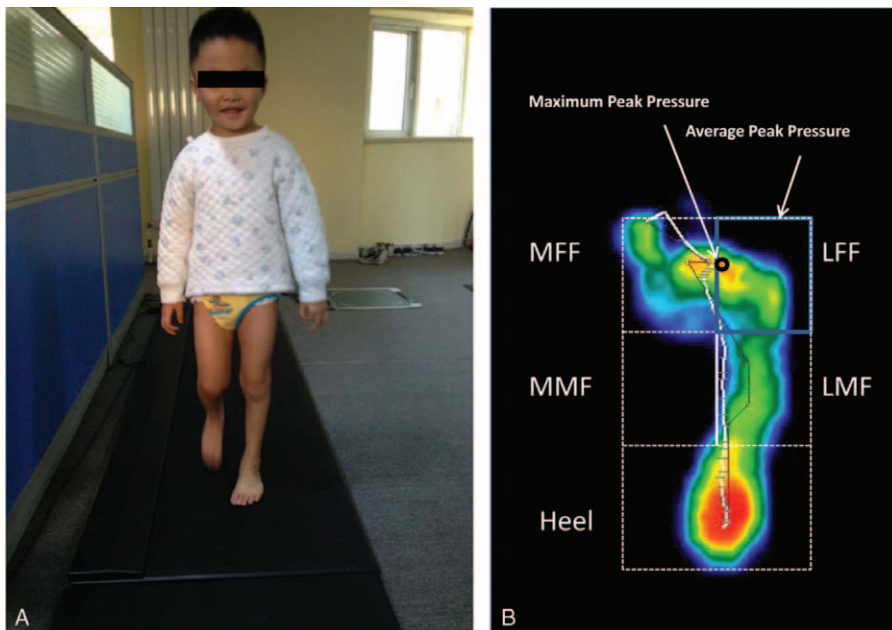 Maximum Peak Pressure
Average Peak Pressure
MFF
LFF
MMF
LMF
Heel
A
B